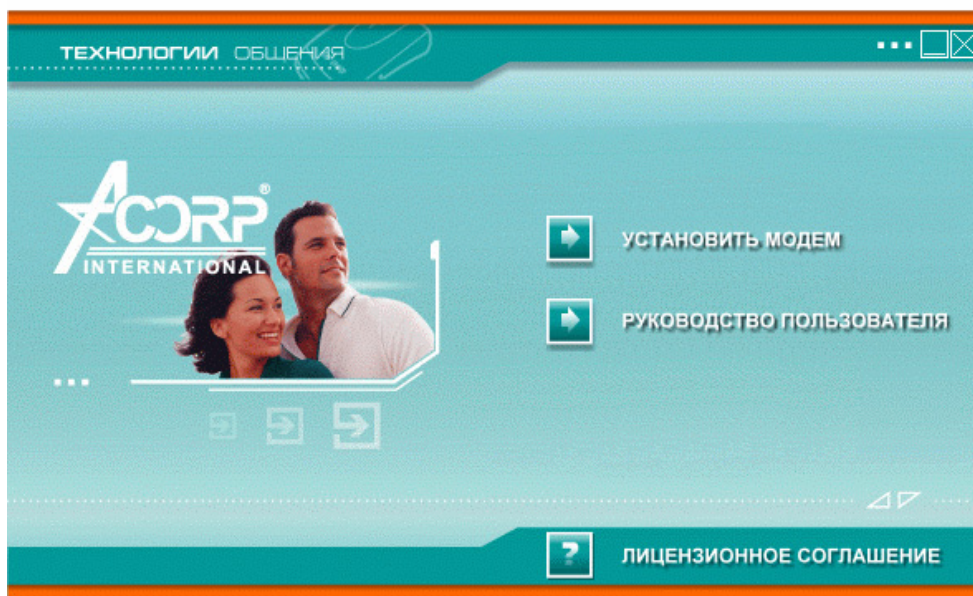 ТЕХНОЛОГИИ ОБЩЕНИЯ
ACORP®
INTERNATIONAL
УСТАНОВИТЬ МОДЕМ
РУКОВОДСТВО ПОЛЬЗОВАТЕЛЯ
?
ЛИЦЕНЗИОННОЕ СОГЛАШЕНИЕ